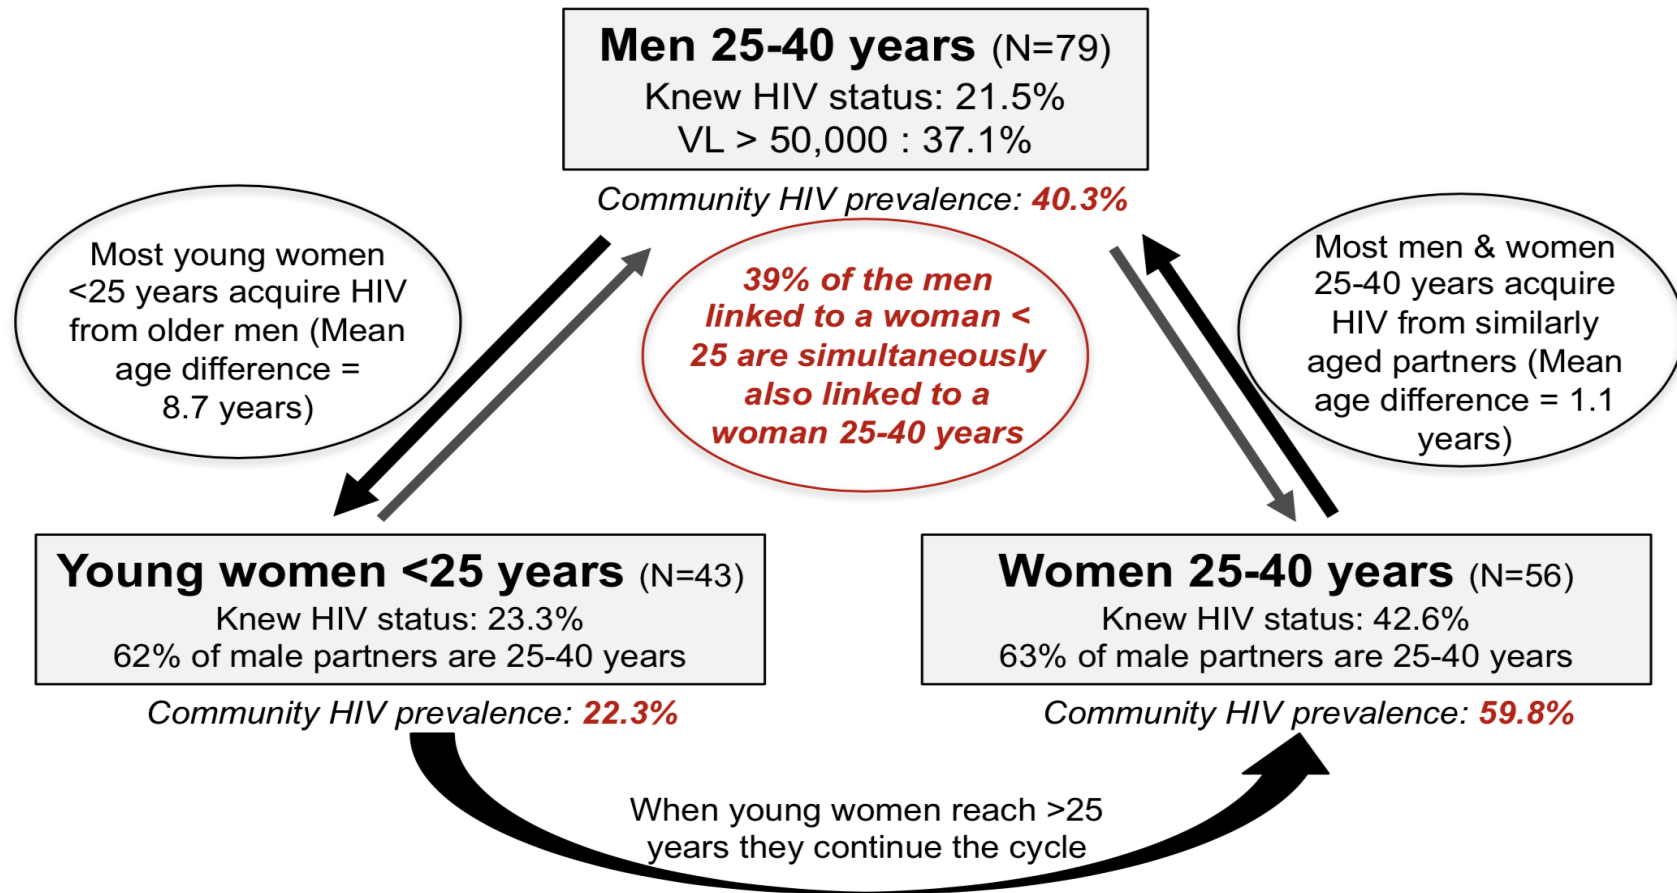 Men 25-40 years (N=79)
Knew HIV status: 21.5%
VL > 50,000 : 37.1%
Community HIV prevalence: 40.3%
Most young women
<25 years acquire HIV
from older men (Mean
age difference =
8.7 years)
39% of the men
linked to a woman <
25 are simultaneously
also linked to a
woman 25-40 years
Most men & women
25-40 years acquire
HIV from similarly
aged partners (Mean
age difference = 1.1
years)
Young women <25 years (N=43)
Knew HIV status: 23.3%
62% of male partners are 25-40 years
Community HIV prevalence: 22.3%
Women 25-40 years (N=56)
Knew HIV status: 42.6%
63% of male partners are 25-40 years
Community HIV prevalence: 59.8%
When young women reach >25
years they continue the cycle